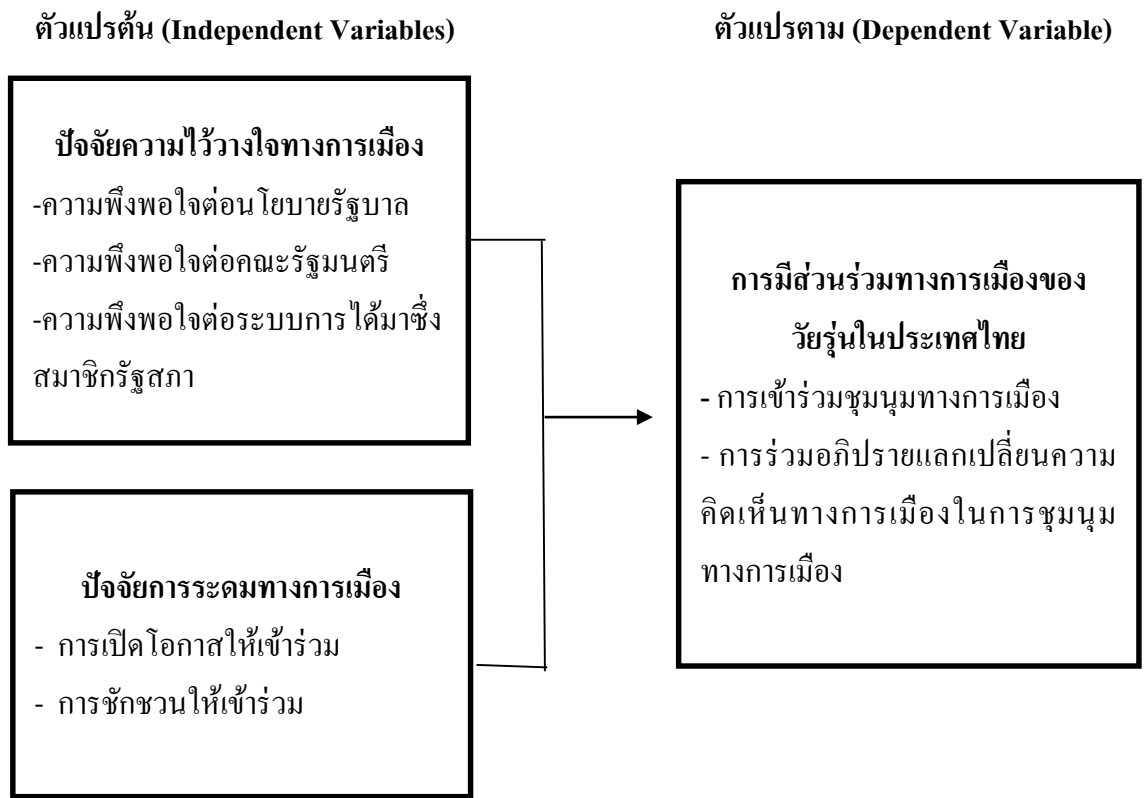 ตัวแปรต้น (Independent Variables)
ตัวแปรตาม (Dependent Variable)
ปัจจัยความไว้วางใจทางการเมือง
-ความพึงพอใจต่อนโยบายรัฐบาล
-ความพึงพอใจต่อคณะรัฐมนตรี
-ความพึงพอใจต่อระบบการได้มาซึ่ง
สมาชิกรัฐสภา
ปัจจัยการระดมทางการเมือง
- การเปิดโอกาสให้เข้าร่วม
- การชักชวนให้เข้าร่วม
การมีส่วนร่วมทางการเมืองของ
วัยรุ่นในประเทศไทย
- การเข้าร่วมชุมนุมทางการเมือง
- การร่วมอภิปรายแลกเปลี่ยนความ
คิดเห็นทางการเมืองในการชุมนุม
ทางการเมือง